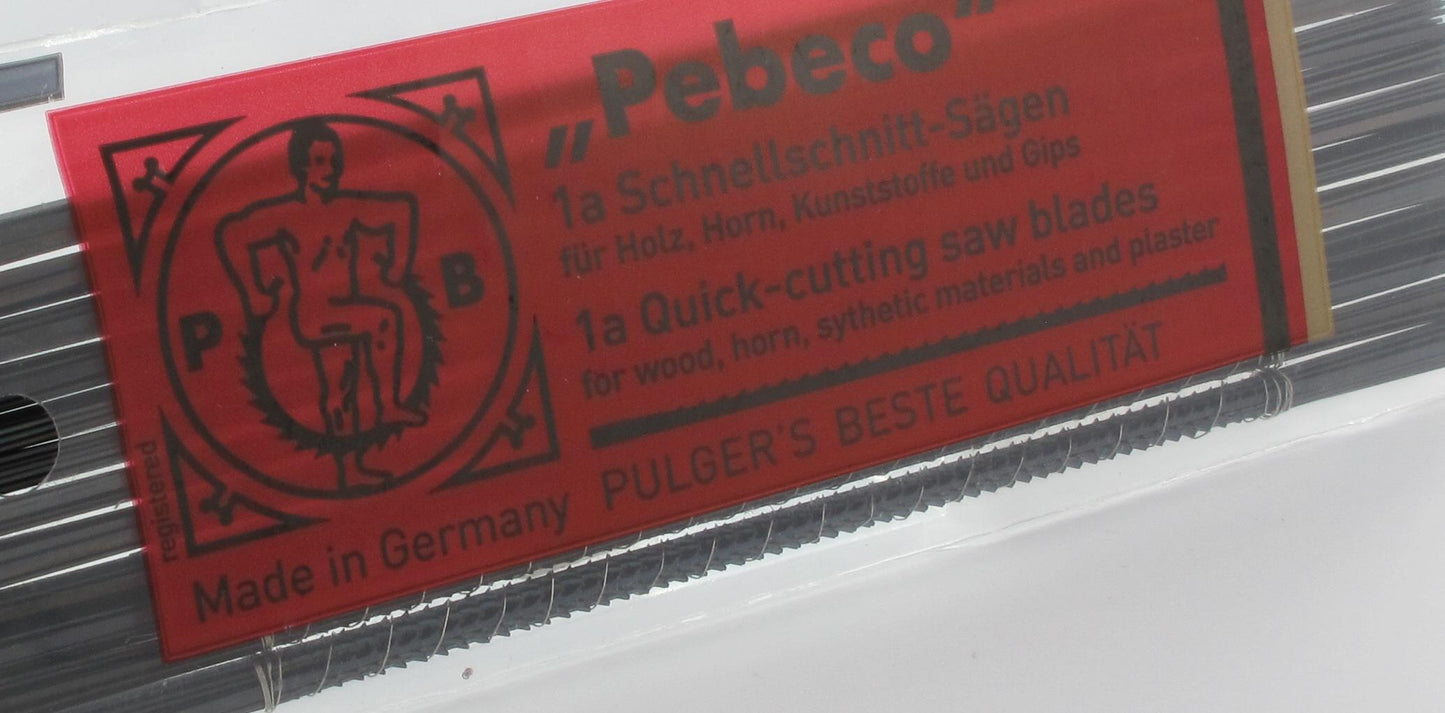 „Pebeco”
1a Schnellschnitt-Sägen
für Holz, Horn, Kunststoffe und Gips
1a Quick-cutting saw blades
for wood, horn, sythetic materials and plaster
P B
registered
Made in Germany PULGER'S BESTE QUALITÄT